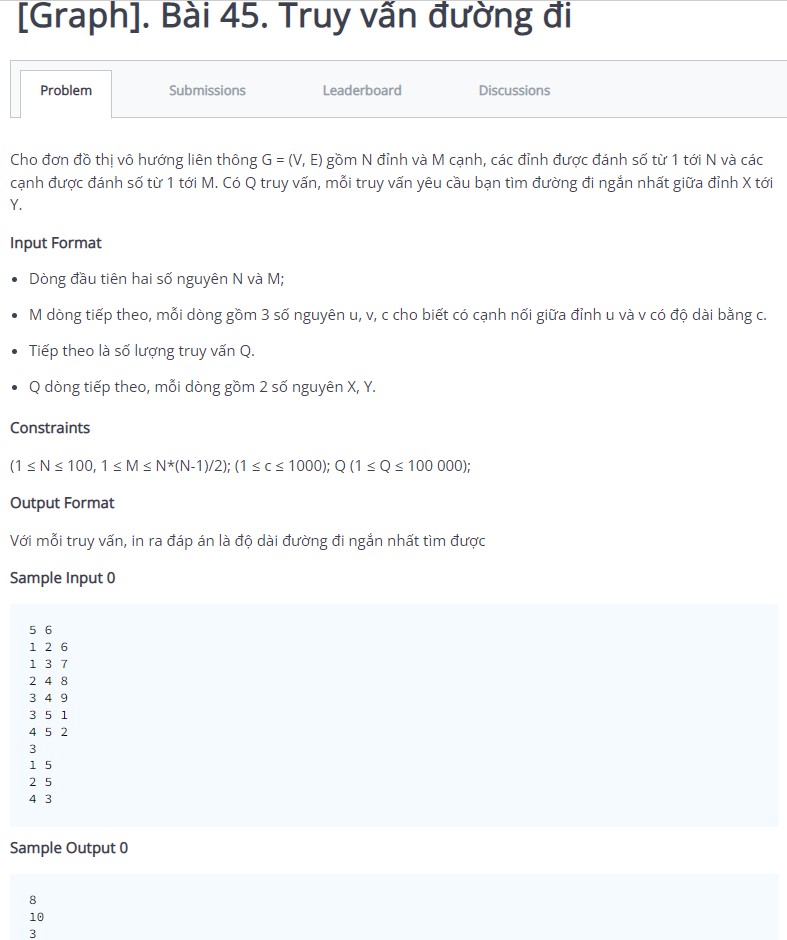 [Graph]. Bài 45. Truy vấn đường đi
Problem
Submissions
Leaderboard
Discussions
Cho đơn đồ thị vô hướng liên thông G = (V, E) gồm N đỉnh và M cạnh, các đỉnh được đánh số từ 1 tới N và các
cạnh được đánh số từ 1 tới M. Có Q truy vấn, mỗi truy vấn yêu cầu bạn tìm đường đi ngắn nhất giữa đỉnh X tới
Y.
Input Format
• Dòng đầu tiên hai số nguyên N và M;
• M dòng tiếp theo, mỗi dòng gồm 3 số nguyên u, v, c cho biết có cạnh nối giữa đỉnh u và v có độ dài bằng c.
• Tiếp theo là số lượng truy vấn Q.
• Q dòng tiếp theo, mỗi dòng gồm 2 số nguyên X, Y.
Constraints
(1 ≤ N ≤ 100, 1 ≤ M ≤ N*(N-1)/2); (1 ≤ c ≤ 1000); Q (1 ≤ Q ≤ 100 000);
Output Format
Với mỗi truy vấn, in ra đáp án là độ dài đường đi ngắn nhất tìm được
Sample Input 0
5 6
1 2 6
1 3 7
2 4 8
3 4 9
3 5 1
4 5 2
3
1 5
2 5
4 3
Sample Output 0
8
10
3